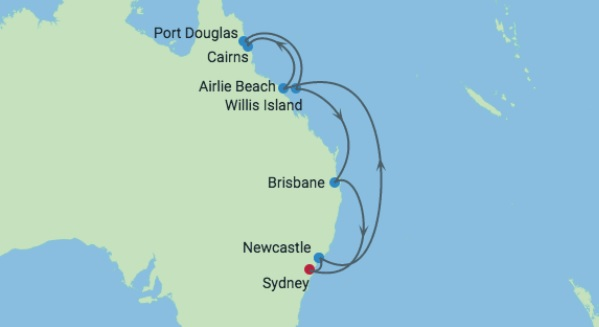 Port Douglas
Cairns
Airlie Beach
Willis Island
Brisbane
Newcastle
Sydney